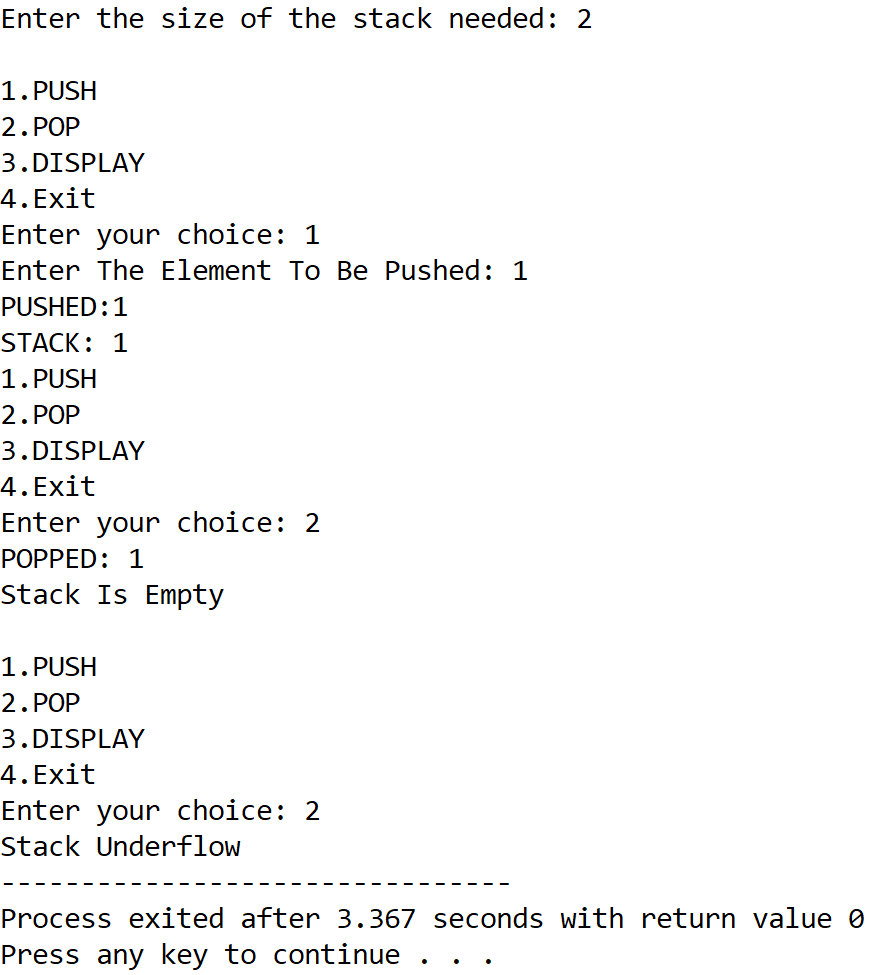 Enter the size of the stack needed: 2
1.PUSH
2.POP
3.DISPLAY
4.Exit
Enter your choice: 1
Enter The Element To Be Pushed: 1
PUSHED:1
STACK: 1
1.PUSH
2.POP
3.DISPLAY
4.Exit
Enter your choice: 2
POPPED: 1
Stack Is Empty
1.PUSH
2.POP
3.DISPLAY
4.Exit
Enter your choice: 2
Stack Underflow
--------------------------------
Process exited after 3.367 seconds with return value 0
Press any key to continue . . .